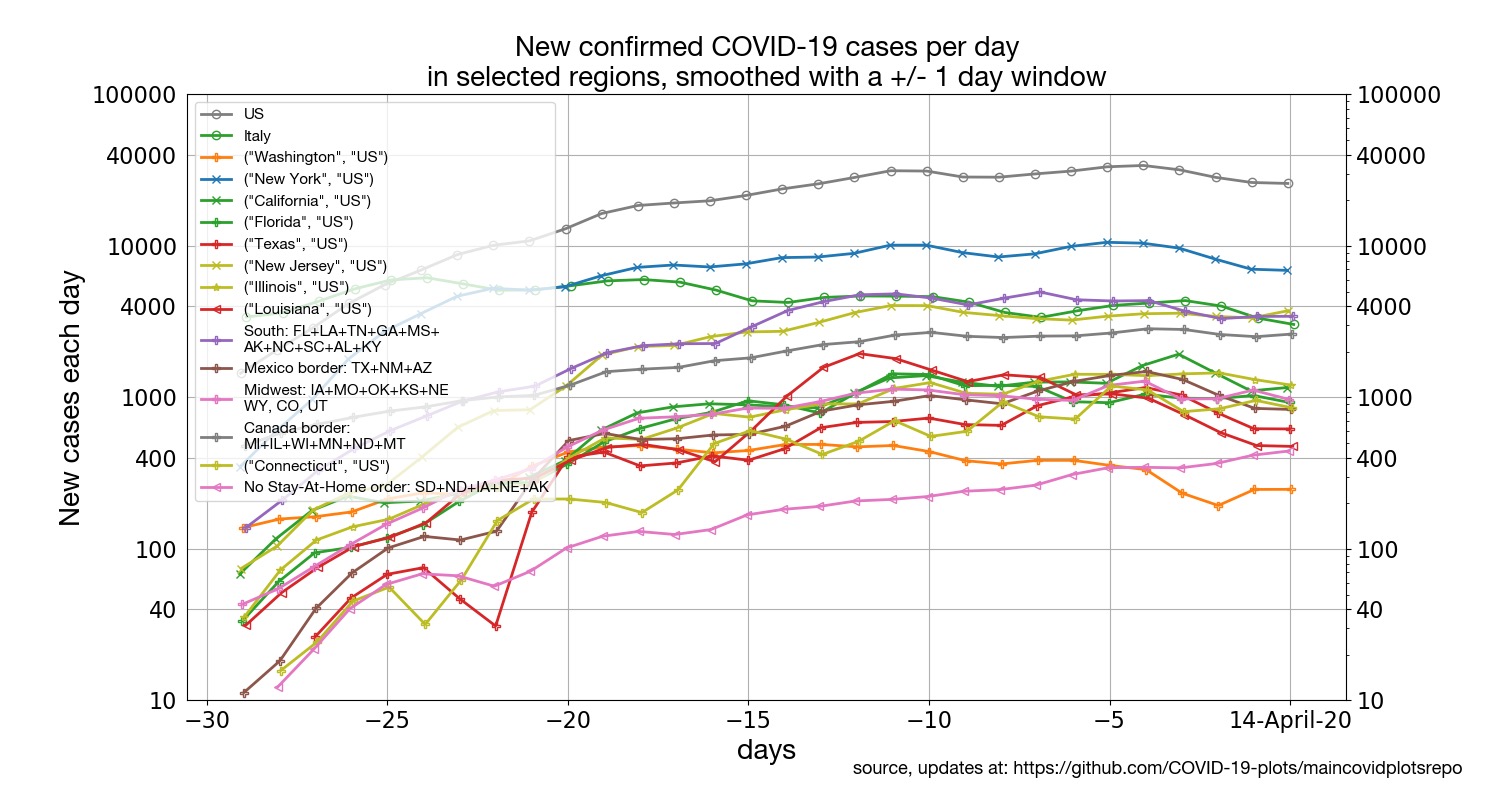 New confirmed COVID-19 cases per day
in selected regions, smoothed with a +/- 1 day window
100000
40000
10000
4000
1000
400
100
40
10
New cases each day
US
Italy
("Washington", "US")
("New York", "US")
("California", "US")
("Florida", "US")
("Texas", "US")
("New Jersey", "US")
("Illinois", "US")
("Louisiana", "US")
South: FL+LA+TN+GA+MS+
AK+NC+SC+AL+KY
Mexico border: TX+NM+AZ
Midwest: IA+MO+OK+KS+NE
WY, CO, UT
Canada border:
MI+IL+WI+MN+ND+MT
("Connecticut", "US")
No Stay-At-Home order: SD+ND+IA+NE+AK
100000
40000
10000
4000
1000
400
100
40
10
−30 −25 −20 −15 −10 −5 14-April-20
days
source, updates at: https://github.com/COVID-19-plots/maincovidplotsrepo